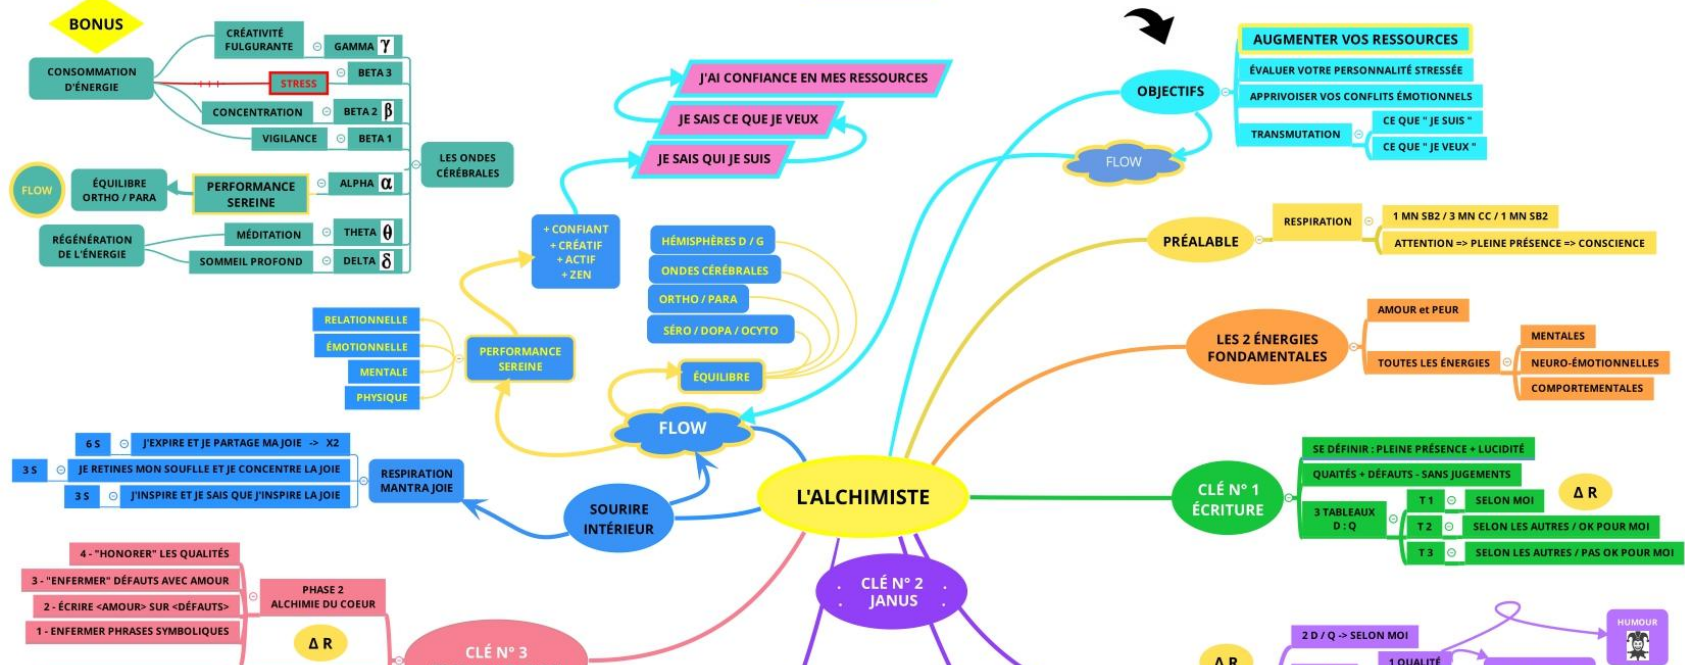 BONUS
CRÉATIVITÉ
FULGURANTE
GAMMA γ
CONSOMMATION
D'ÉNERGIE
BETA 3
STRESS
CONCENTRATION
BETA 2 β
VIGILANCE
BETA 1
LES ONDES
CÉRÉBRALES
FLOW
ÉQUILIBRE
ORTHO / PARA
PERFORMANCE
SEREINE
ALPHA α
RÉGÉNÉRATION
DE L'ÉNERGIE
MÉDITATION
THETA θ
SOMMEIL PROFOND
DELTA δ
J'AI CONFIANCE EN MES RESSOURCES
JE SAIS CE QUE JE VEUX
JE SAIS QUI JE SUIS
+ CONFIANT
+ CRÉATIF
+ ACTIF
+ ZEN
HÉMISPHÈRES D / G
ONDES CÉRÉBRALES
ORTHO / PARA
SÉRO / DOPA / OCYTO
ÉQUILIBRE
RELATIONNELLE
ÉMOTIONNELLE
MENTALE
PHYSIQUE
PERFORMANCE
SEREINE
FLOW
OBJECTIFS
AUGMENTER VOS RESSOURCES
ÉVALUER VOTRE PERSONNALITÉ STRESSÉE
APPRIVOISER VOS CONFLITS ÉMOTIONNELS
TRANSMUTATION
CE QUE " JE SUIS "
CE QUE " JE VEUX "
FLOW
PRÉALABLE
RESPIRATION
1 MN SB2 / 3 MN CC / 1 MN SB2
ATTENTION => PLEINE PRÉSENCE => CONSCIENCE
LES 2 ÉNERGIES
FONDAMENTALES
AMOUR et PEUR
TOUTES LES ÉNERGIES
MENTALES
NEURO-ÉMOTIONNELLES
COMPORTEMENTALES
6 S
J'EXPIRE ET JE PARTAGE MA JOIE -> X2
3 S
JE RETINES MON SOUFLLE ET JE CONCENTRE LA JOIE
3 S
J'INSPIRE ET JE SAIS QUE J'INSPIRE LA JOIE
RESPIRATION
MANTRA JOIE
SOURIRE
INTÉRIEUR
L'ALCHIMISTE
CLÉ N° 1
ÉCRITURE
SE DÉFINIR : PLEINE PRÉSENCE + LUCIDITÉ
QUAITÉS + DÉFAUTS - SANS JUGEMENTS
3 TABLEAUX
D : Q
T 1
SELON MOI
T 2
SELON LES AUTRES / OK POUR MOI
T 3
SELON LES AUTRES / PAS OK POUR MOI
Δ R
4 - "HONORER" LES QUALITÉS
3 - "ENFERMER" DÉFAUTS AVEC AMOUR
2 - ÉCRIRE <AMOUR> SUR <DÉFAUTS>
1 - ENFERMER PHRASES SYMBOLIQUES
PHASE 2
ALCHIMIE DU COEUR
Δ R
CLÉ N° 3
CLÉ N° 2
JANUS
Δ R
2 D / Q -> SELON MOI
1 QUALITÉ
HUMOUR